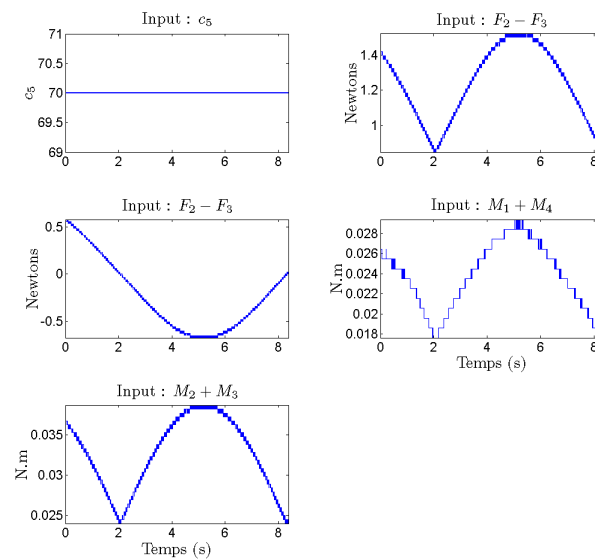 Input : c5
71
70.5
70
69.5
69
c5
0 2 4 6 8
Input : F2 − F3
1.4
1.2
1
Newtons
0 2 4 6 8
Input : F2 − F3
0.5
0
-0.5
Newtons
0 2 4 6 8
Input : M1 + M4
0.028
0.026
0.024
0.022
0.02
0.018
N.m
0 2 4 6 8
Temps (s)
Input : M2 + M3
0.035
0.03
0.025
N.m
0 2 4 6 8
Temps (s)